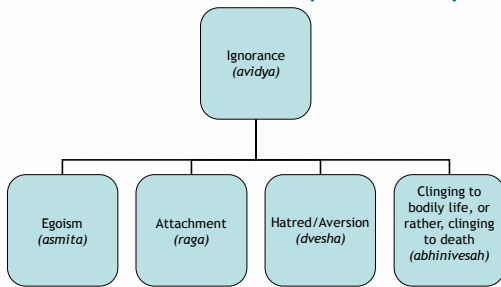 Ignorance
(avidya)
Egoism
(asmita)
Attachment
(raga)
Hatred/Aversion
(dvesha)
Clinging to
bodily life, or
rather, clinging
to death
(abhinivesah)